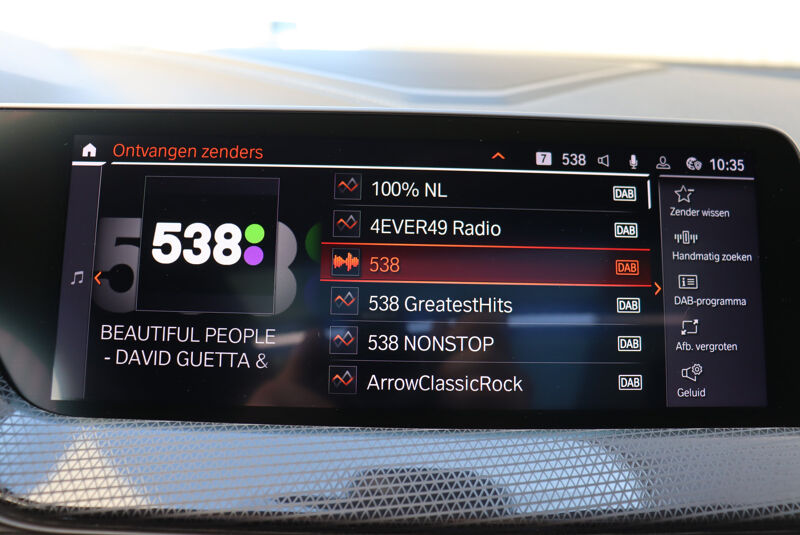 Ontvangen zenders
7 538 10:35
538
BEAUTIFUL PEOPLE
- DAVID GUETTA &
100% NL DAB
4EVER49 Radio DAB
538 DAB
538 GreatestHits DAB
538 NONSTOP DAB
ArrowClassicRock DAB
Zender wissen
Handmatig zoeken
DAB-programma
Afb. vergroten
Geluid